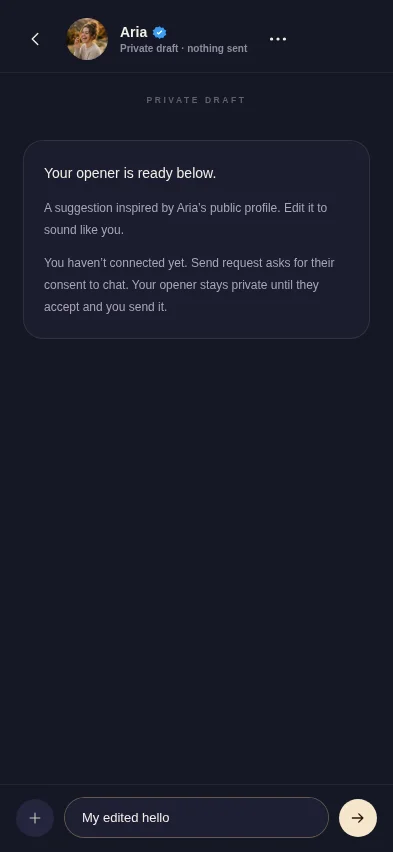 Aria
Private draft · nothing sent
PRIVATE DRAFT
Your opener is ready below.
A suggestion inspired by Aria’s public profile. Edit it to
sound like you.
You haven’t connected yet. Send request asks for their
consent to chat. Your opener stays private until they
accept and you send it.
My edited hello